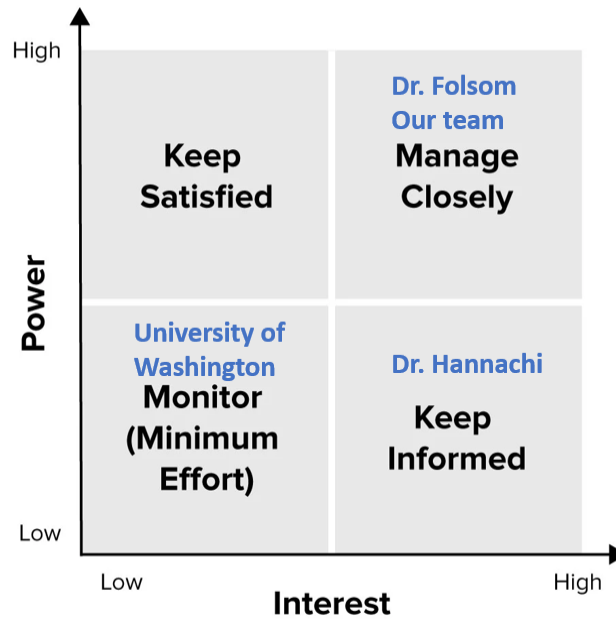 High
Dr. Folsom
Our team
Keep
Satisfied
Manage
Closely
Power
University of
Washington
Monitor
(Minimum
Effort)
Dr. Hannachi
Keep
Informed
Low
Low
High
Interest